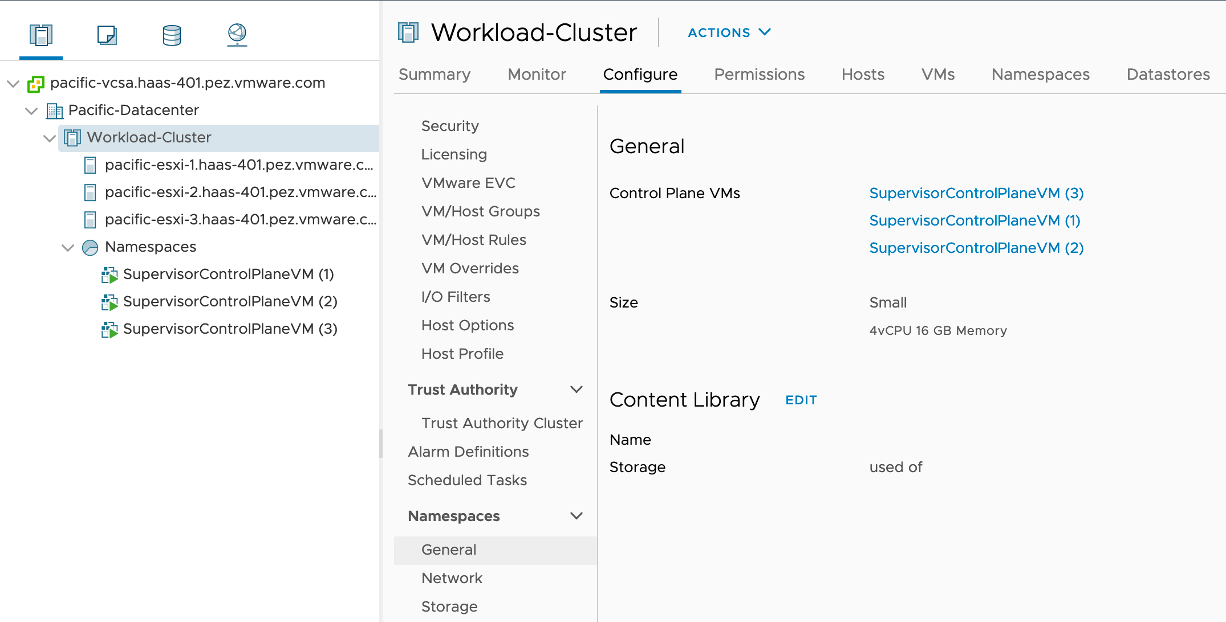 pacific-vcsa.haas-401.pez.vmware.com
Pacific-Datacenter
Workload-Cluster
pacific-esxi-1.haas-401.pez.vmware.c...
pacific-esxi-2.haas-401.pez.vmware.c...
pacific-esxi-3.haas-401.pez.vmware.c...
Namespaces
SupervisorControlPlaneVM (1)
SupervisorControlPlaneVM (2)
SupervisorControlPlaneVM (3)
Workload-Cluster ACTIONS
Summary Monitor Configure Permissions Hosts VMs Namespaces Datastores
Security
Licensing
VMware EVC
VM/Host Groups
VM/Host Rules
VM Overrides
I/O Filters
Host Options
Host Profile
Trust Authority
Trust Authority Cluster
Alarm Definitions
Scheduled Tasks
Namespaces
General
Network
Storage
General
Control Plane VMs SupervisorControlPlaneVM (3)
SupervisorControlPlaneVM (1)
SupervisorControlPlaneVM (2)
Size Small
4vCPU 16 GB Memory
Content Library EDIT
Name
Storage used of